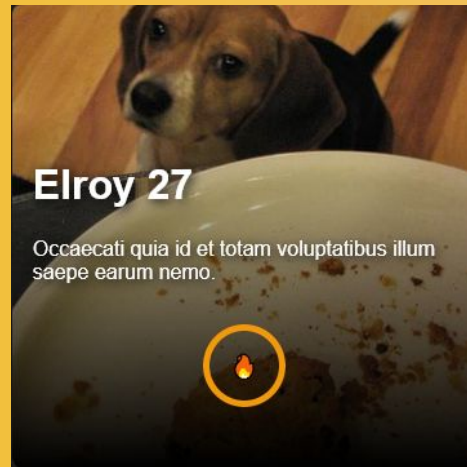 Elroy 27
Occaecati quia id et totam voluptatibus illum
saepe earum nemo.